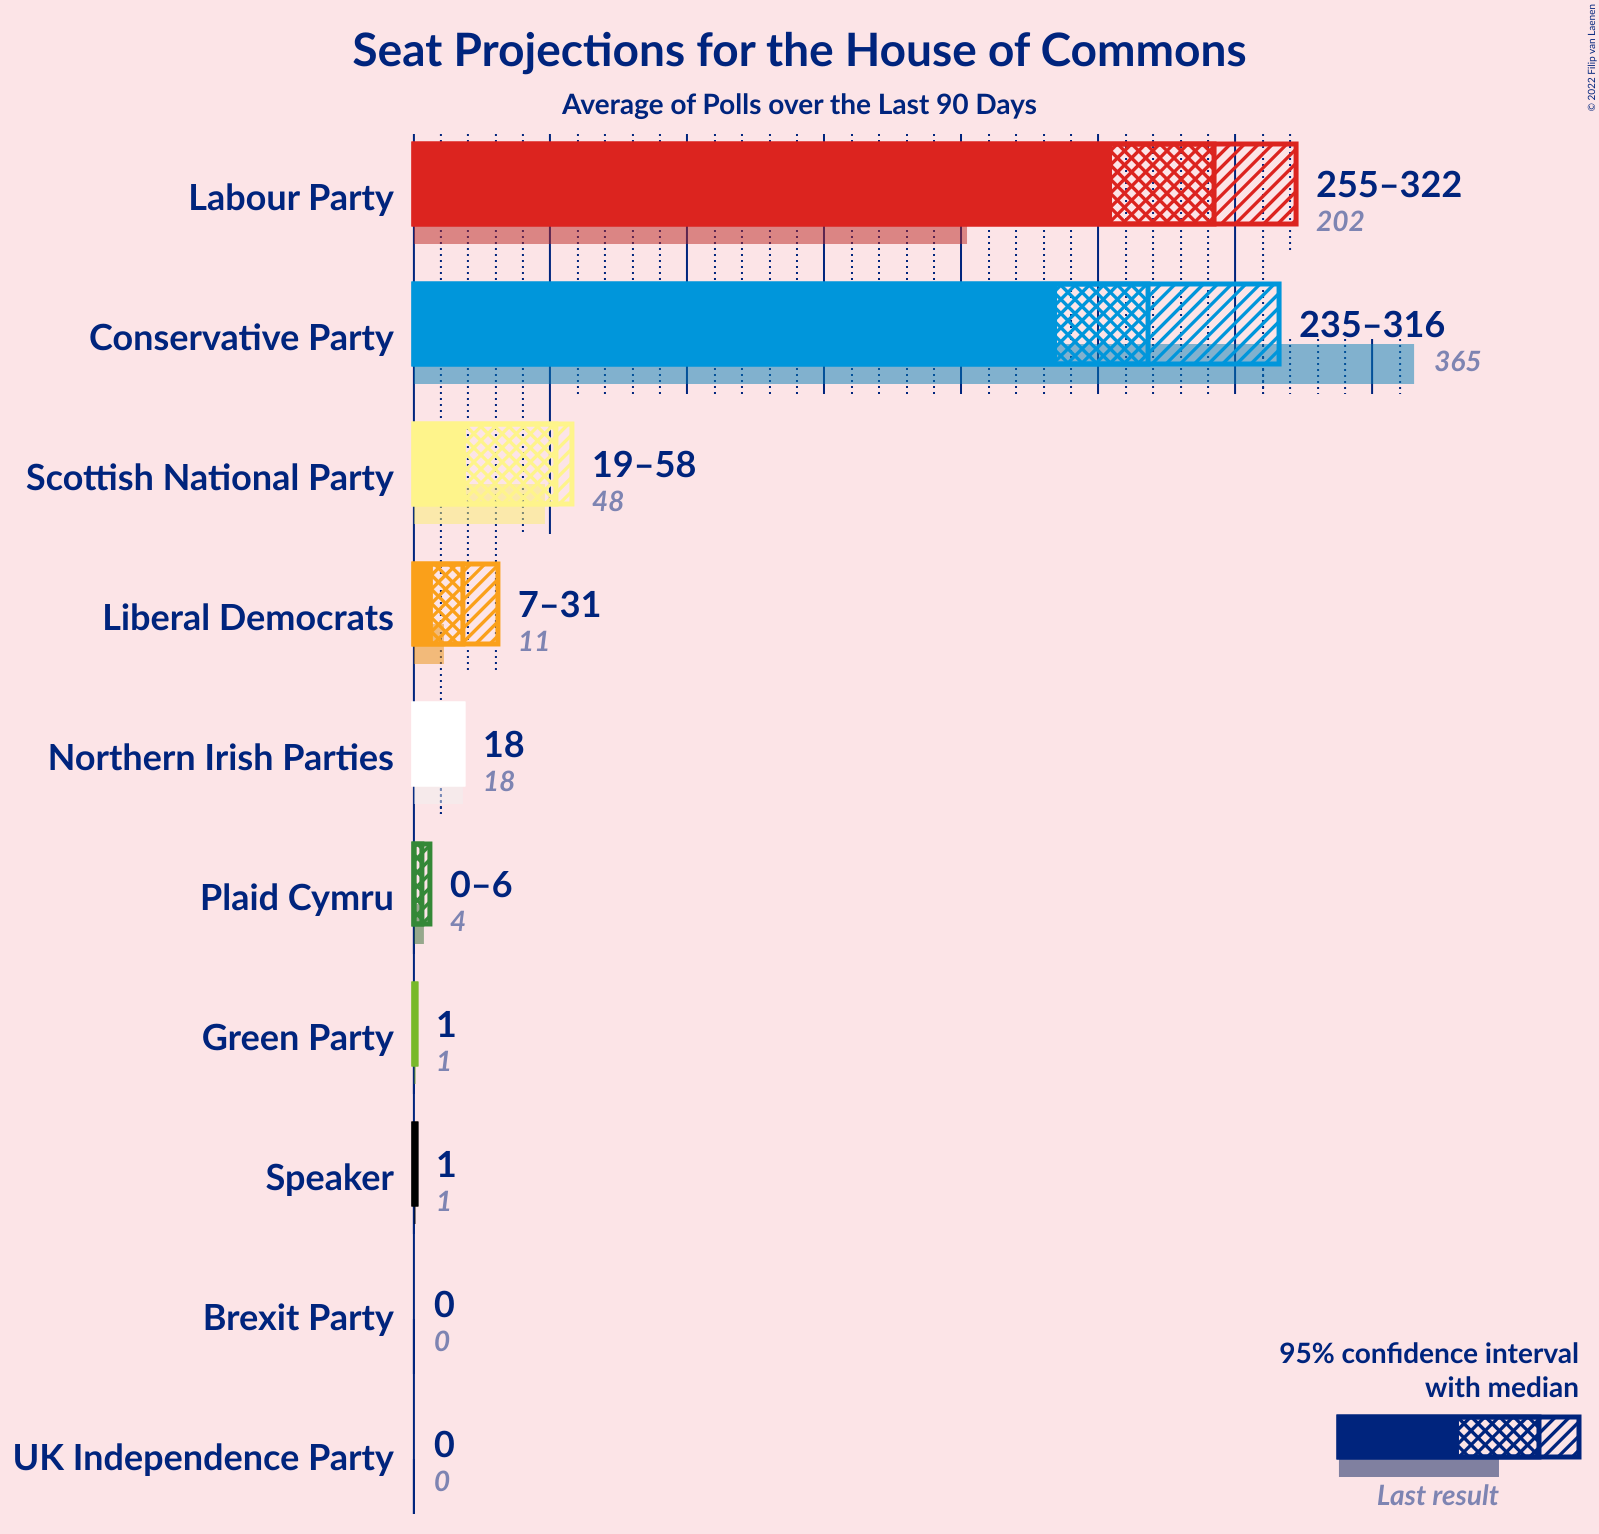 Seat Projections for the House of Commons
Average of Polls over the Last 90 Days
© 2022 Filip van Laenen
Labour Party
255–322
202
Conservative Party
235–316
365
Scottish National Party
19–58
48
Liberal Democrats
7–31
11
Northern Irish Parties
18
18
Plaid Cymru
0–6
4
Green Party
1
1
Speaker
1
1
Brexit Party
0
0
UK Independence Party
0
0
95% confidence interval
with median
Last result